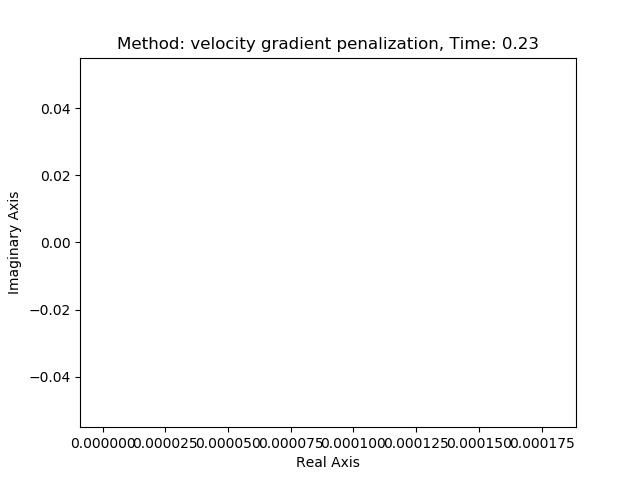 Method: velocity gradient penalization, Time: 0.23
0.04
0.02
0.00
−0.02
−0.04
Imaginary Axis
0.000000 0.000025 0.000050 0.000075 0.000100 0.000125 0.000150 0.000175
Real Axis